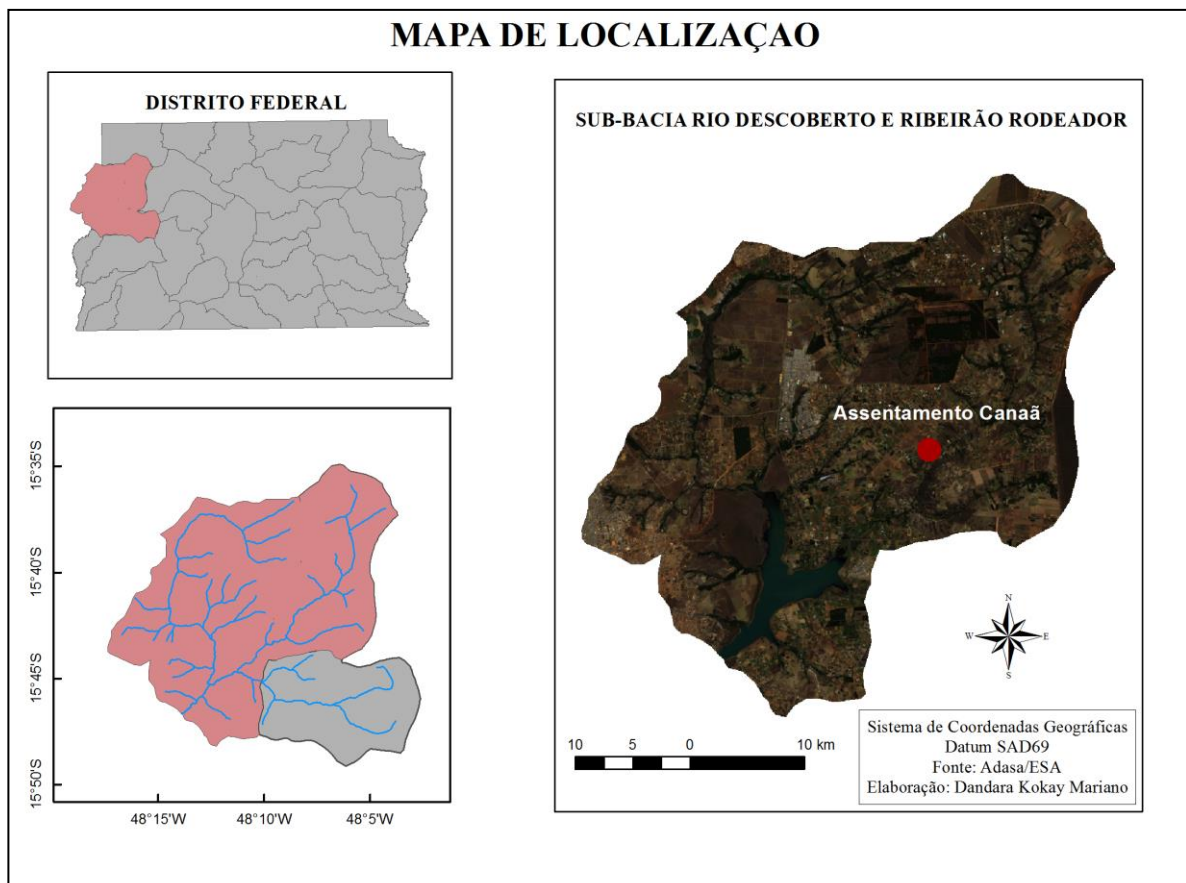 MAPA DE LOCALIZAÇAO
DISTRITO FEDERAL
SUB-BACIA RIO DESCOBERTO E RIBEIRÃO RODEADOR
Assentamento Canaã
15°35'S
15°40'S
15°45'S
15°50'S
48°15'W
48°10'W
48°5'W
N
W
E
S
10 5 0 10 km
Sistema de Coordenadas Geográficas
Datum SAD69
Fonte: Adasa/ESA
Elaboração: Dandara Kokay Mariano